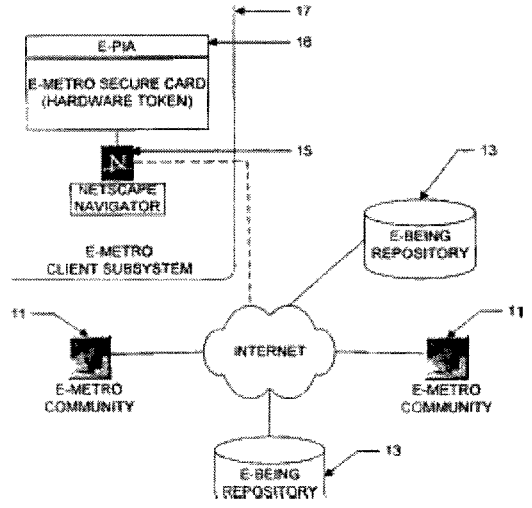 17
E-PIA
16
E-METRO SECURE CARD
(HARDWARE TOKEN)
N
15
NETSCAPE
NAVIGATOR
13
E-BEING
REPOSITORY
E-METRO
CLIENT SUBSYSTEM
11
11
INTERNET
E-METRO
COMMUNITY
E-METRO
COMMUNITY
13
E-BEING
REPOSITORY